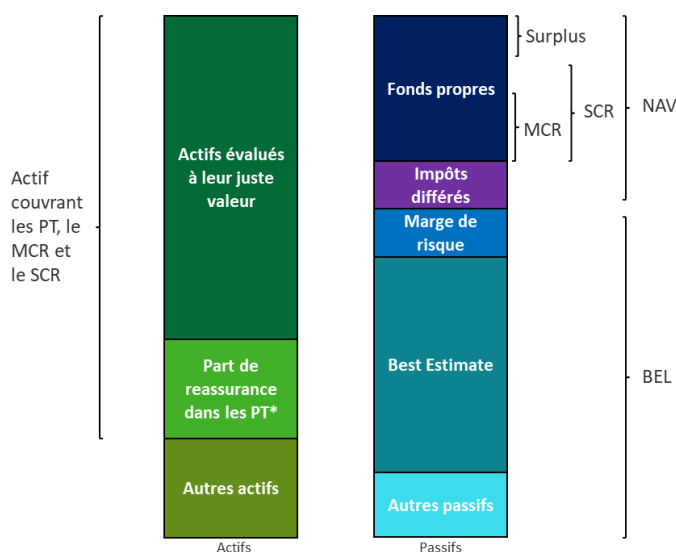 Actif
couvrant
les PT, le
MCR et
le SCR
Actifs évalués
à leur juste
valeur
Part de
reassurance
dans les PT*
Autres actifs
Actifs
Fonds propres
Impôts
différés
Marge de
risque
Best Estimate
Autres passifs
Passifs
Surplus
MCR
SCR
NAV
BEL